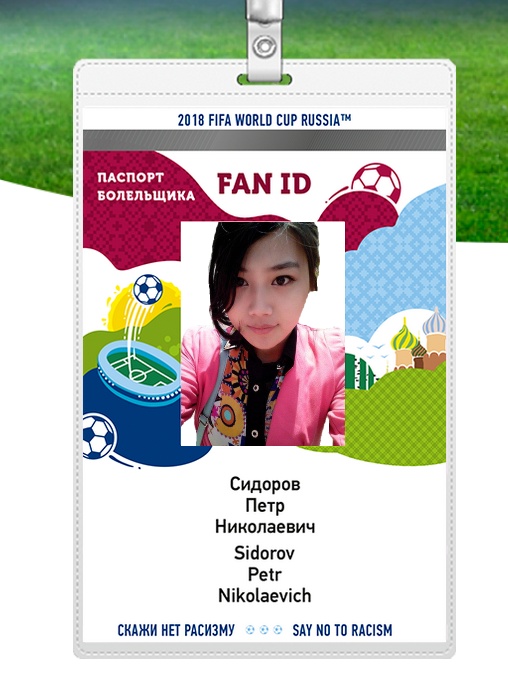 2018 FIFA WORLD CUP RUSSIA™
ПАСПОРТ
БОЛЕЛЬЩИКА
FAN ID
Сидоров
Петр
Николаевич
Sidorov
Petr
Nikolaevich
СКАЖИ НЕТ РАСИЗМУ SAY NO TO RACISM